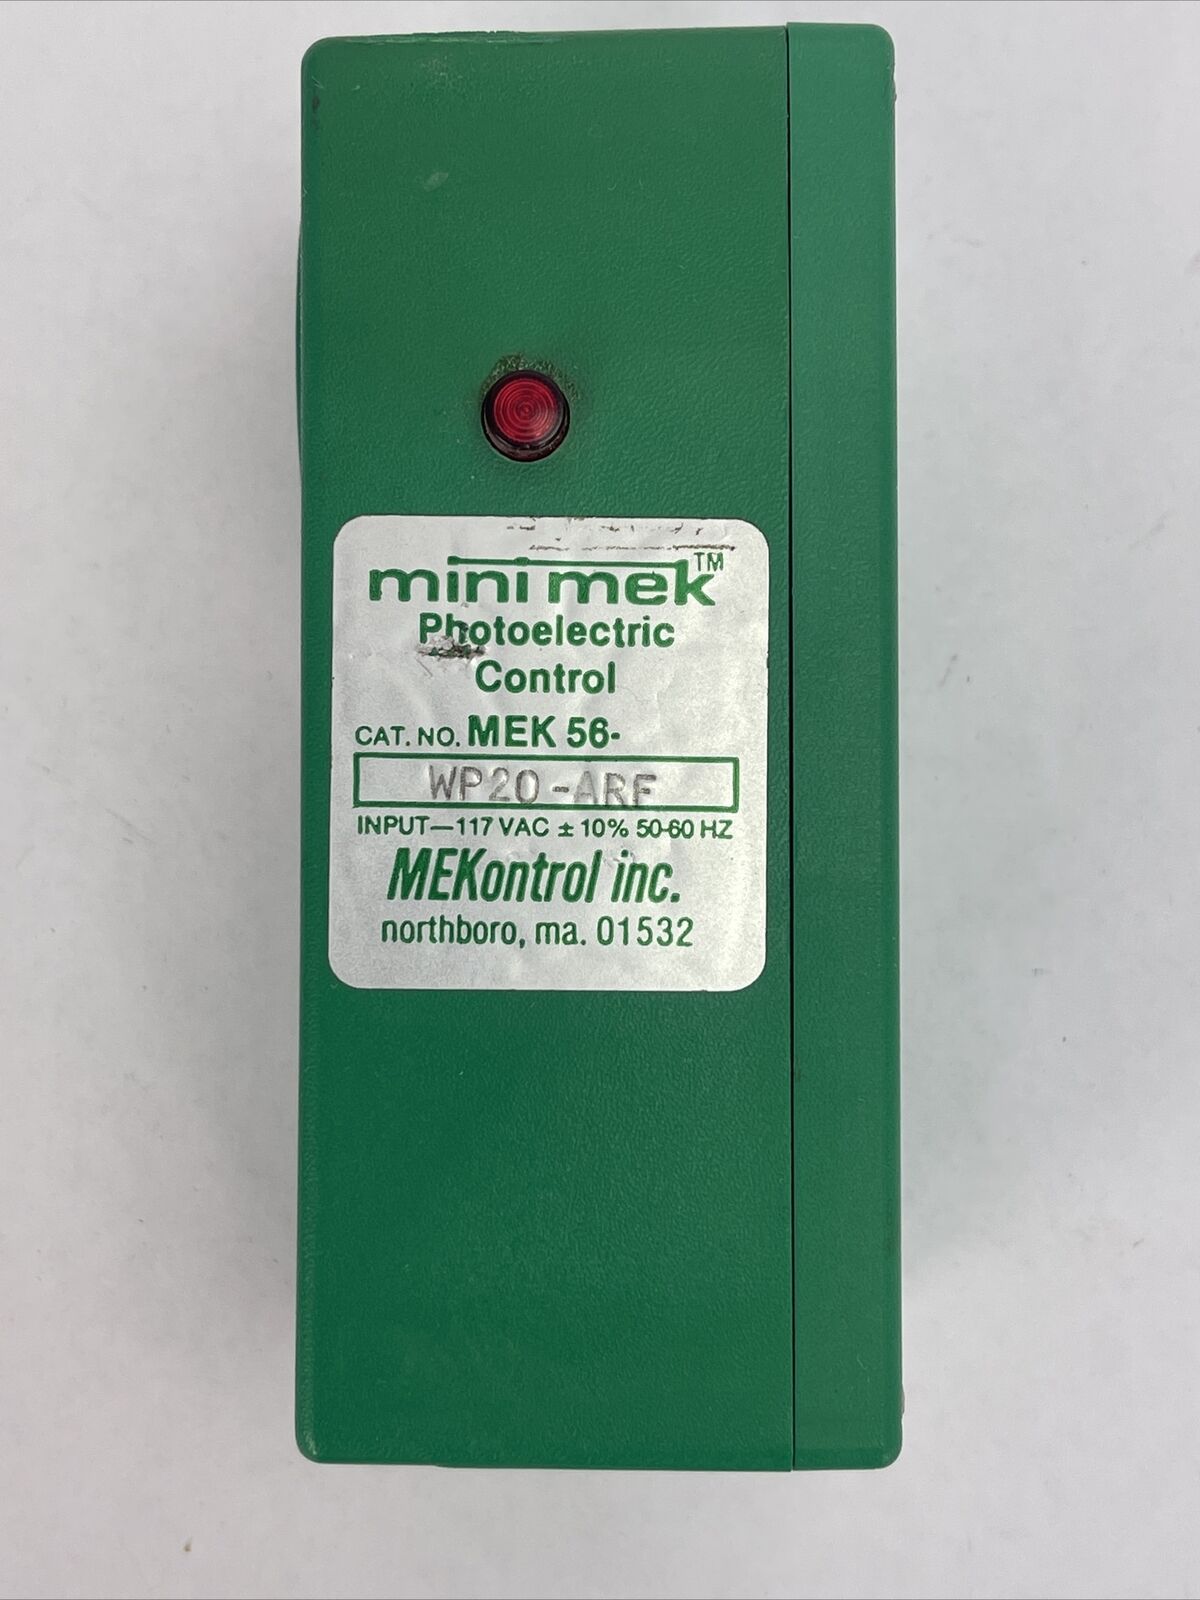 mini mek™
Photoelectric
Control
CAT. NO. MEK 56-
WP20-ARF
INPUT—117 VAC ± 10% 50-60 HZ
MEKontrol inc.
northboro, ma. 01532